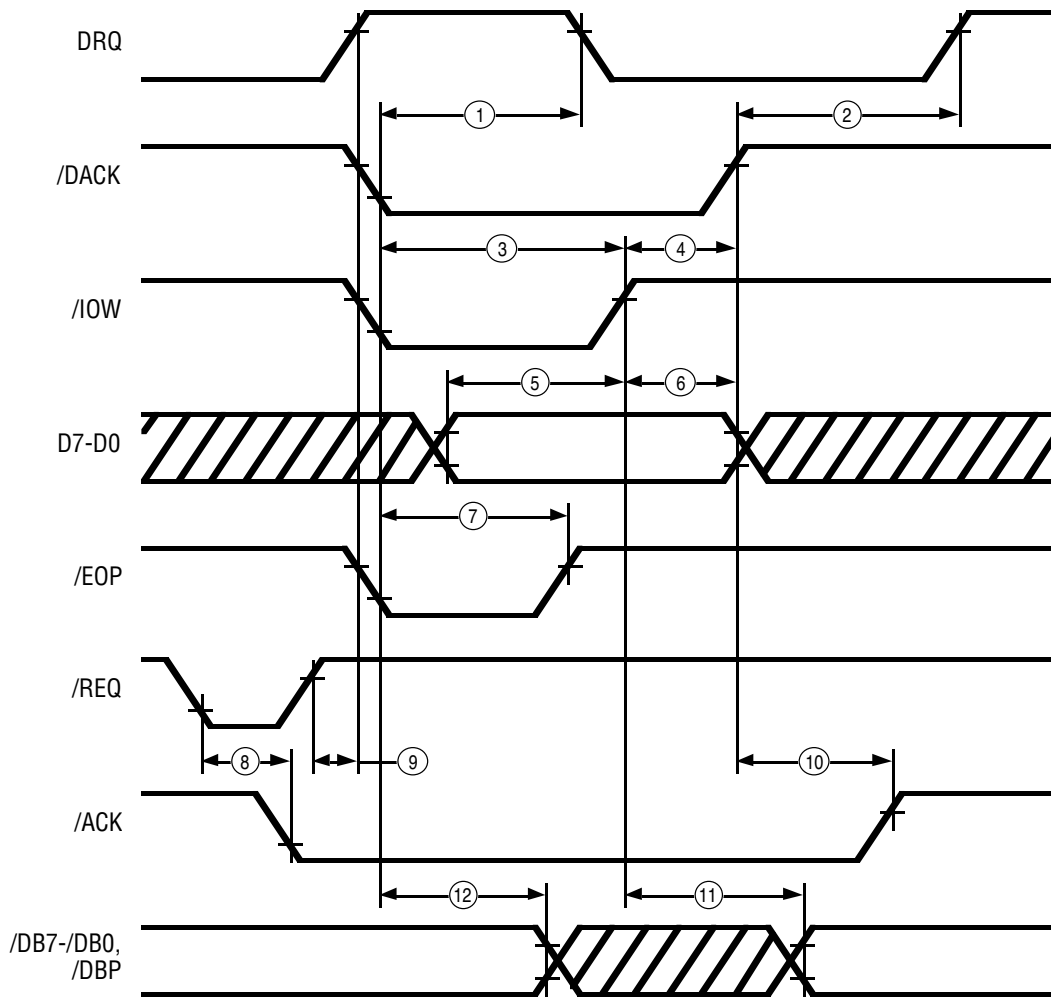 DRQ
1
2
/DACK
3
4
/IOW
5
6
D7-D0
7
/EOP
/REQ
8
9
10
/ACK
12
11
/DB7-/DB0,
/DBP